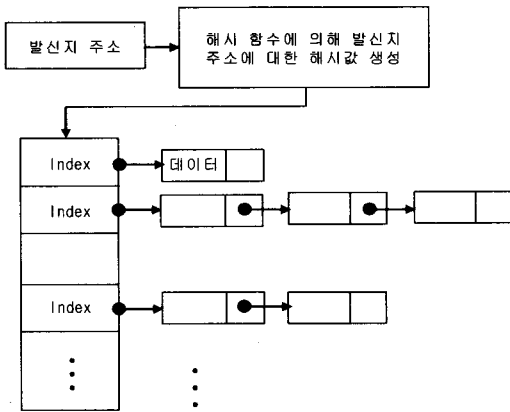 발신지 주소
해시 함수에 의해 발신지
주소에 대한 해시값 생성
Index
데이터
Index
Index